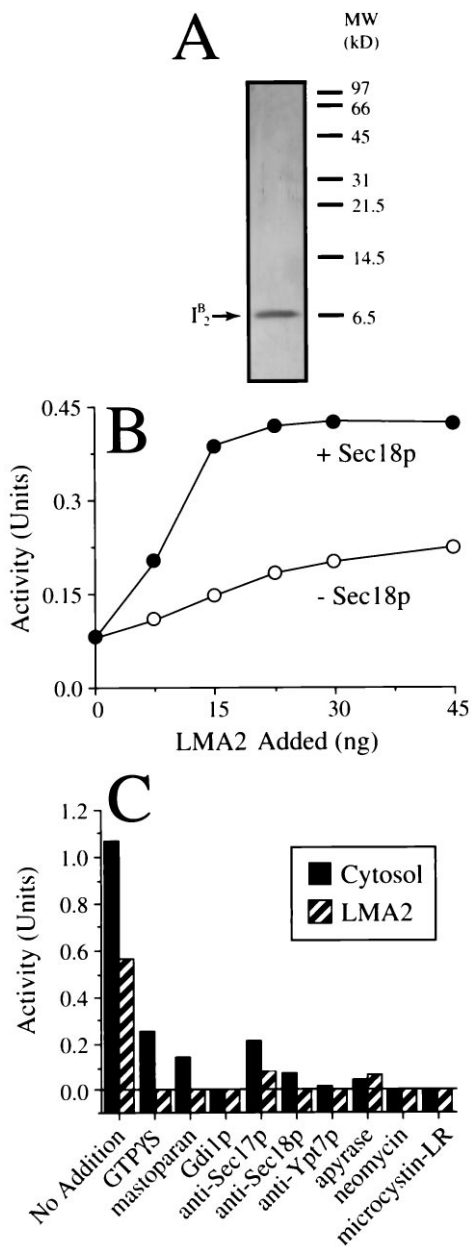 A
MW
(kD)
97
66
45
31
21.5
14.5
I^B_2
6.5
B
Activity (Units)
0.45
0.3
0.15
0.0
+ Sec18p
- Sec18p
0 15 30 45
LMA2 Added (ng)
C
Activity (Units)
1.2
1.0
0.8
0.6
0.4
0.2
0.0
Cytosol
LMA2
No Addition
GTPγS
mastoparan
Gdi1p
anti-Sec17p
anti-Sec18p
anti-Ypt7p
apyrase
neomycin
microcystin-LR